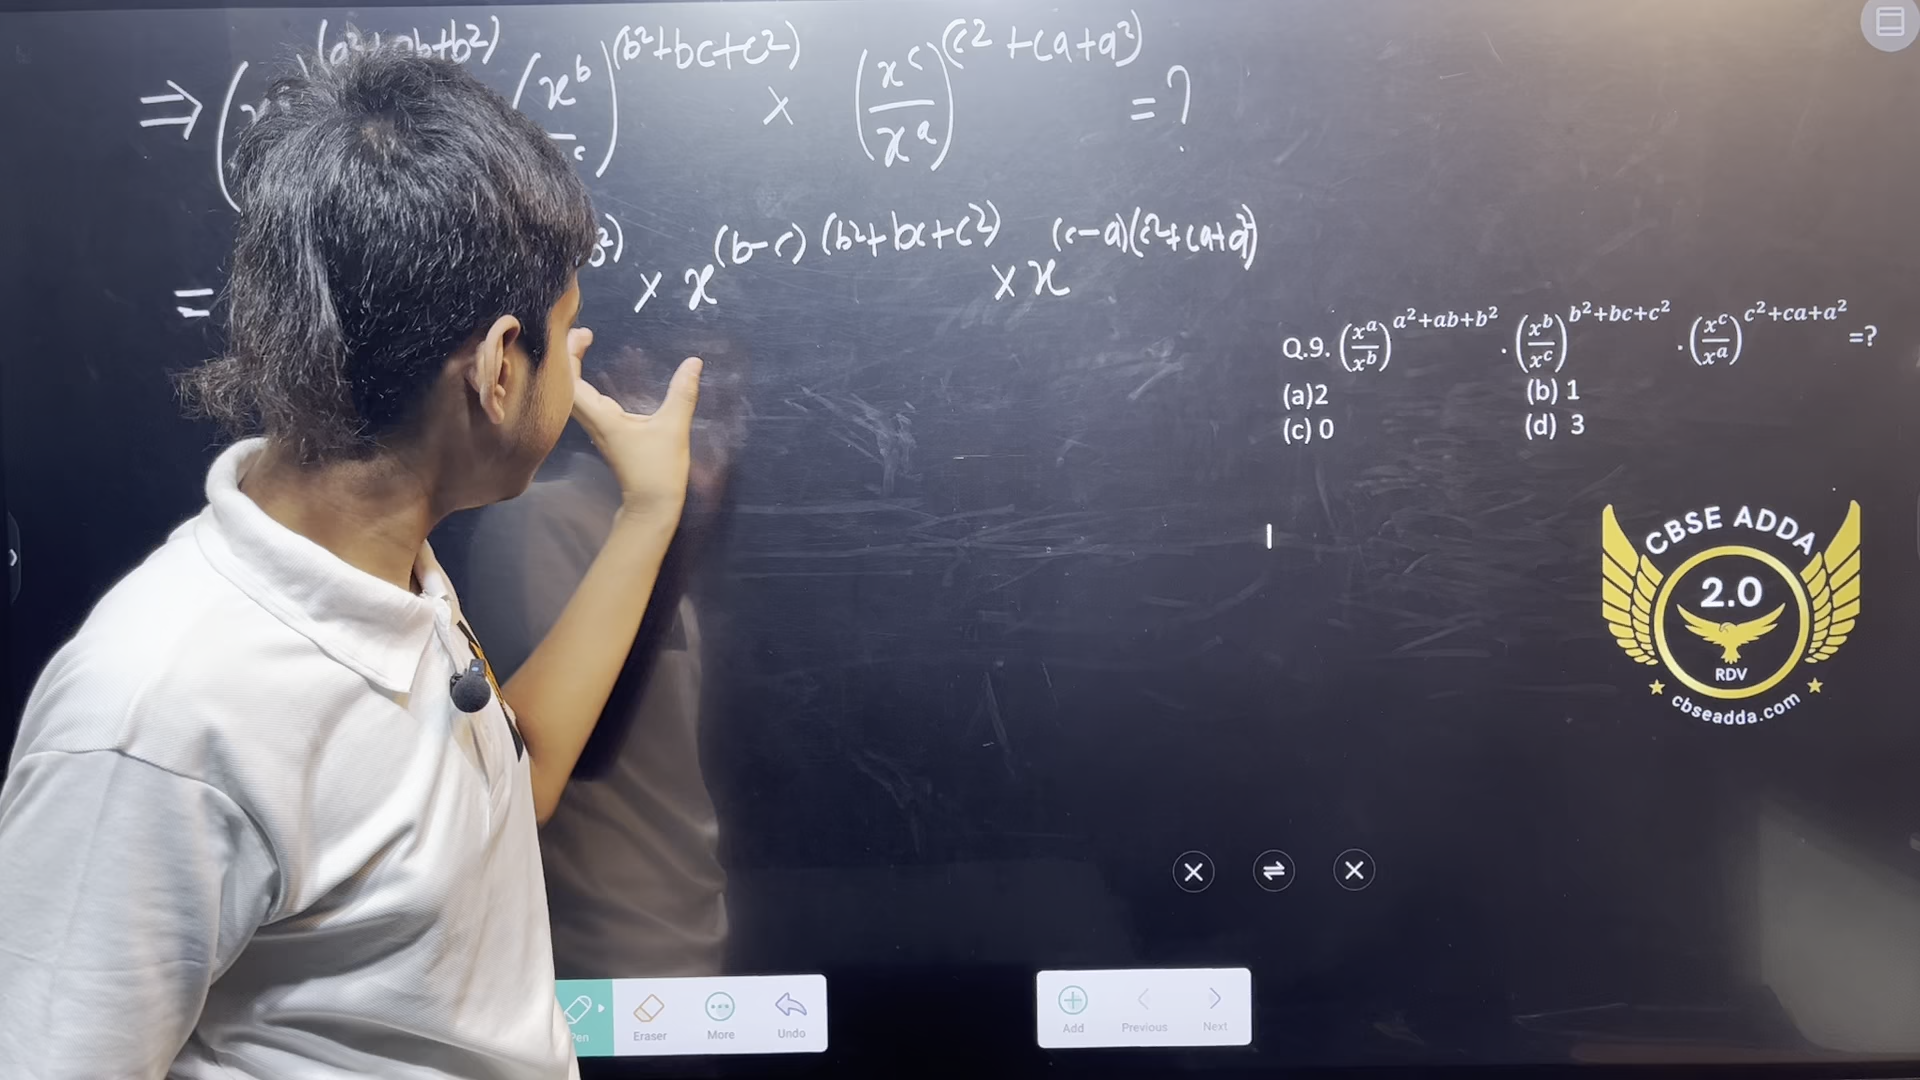 (a²+ab+b²) (b²+bc+c²) (c²+ca+a²)
⇒( (x^b/ c) × (x^c/x^a) =?
= b²) × x^(b-c)(b²+bc+c²) × x^(c-a)(c²+ca+a²)
Q.9. (x^a/x^b)^a²+ab+b² . (x^b/x^c)^b²+bc+c² . (x^c/x^a)^c²+ca+a² =?
(a)2 (b) 1
(c) 0 (d) 3
CBSE ADDA
2.0
RDV
cbseadda.com
Pen Eraser More Undo
Add Previous Next